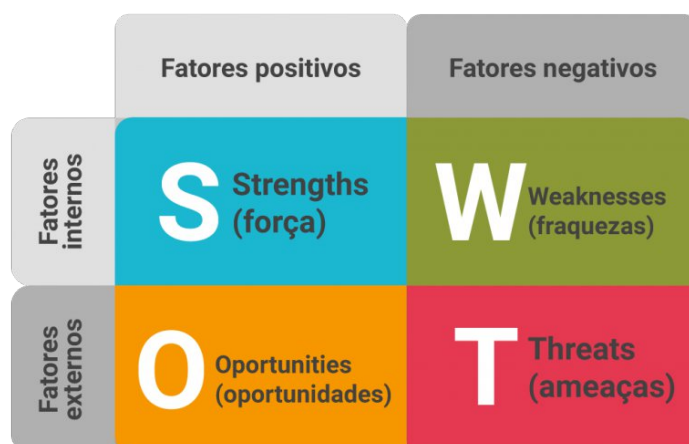 Fatores positivos
Fatores negativos
Fatores
internos
S
Strengths
(força)
W
Weaknesses
(fraquezas)
Fatores
externos
O
Oportunities
(oportunidades)
T
Threats
(ameaças)